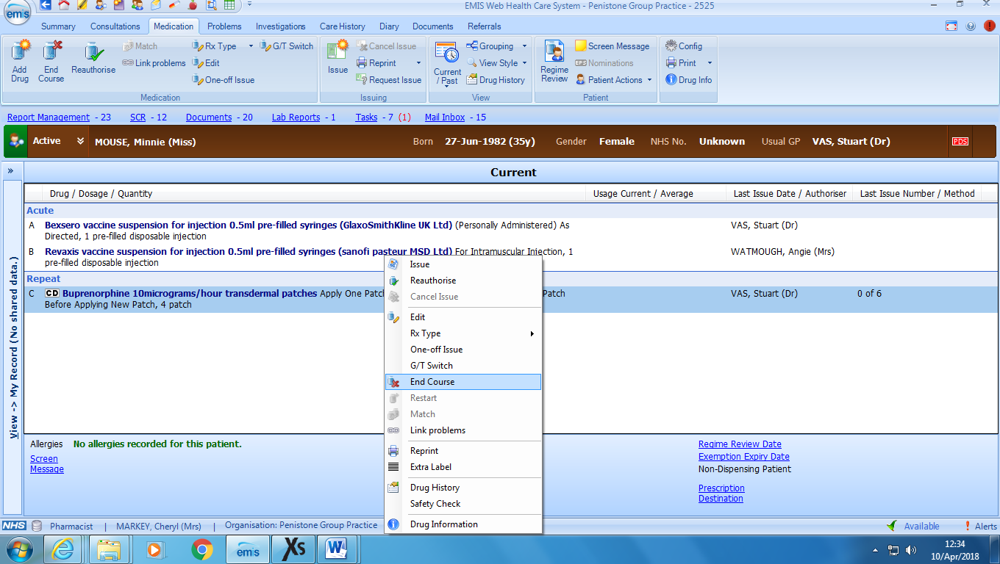 emis
EMIS Web Health Care System - Penistone Group Practice - 2525
Summary Consultations Medication Problems Investigations Care History Diary Documents Referrals
Add Drug
End Course
Reauthorise
Match
Link problems
Rx Type
Edit
One-off Issue
G/T Switch
Medication
Issue
Cancel Issue
Reprint
Request Issue
Issuing
Current / Past
Grouping
View Style
Drug History
View
Regime Review
Screen Message
EPS Nominations
Patient Actions
Patient
Config
Print
Drug Info
Report Management - 23 SCR - 12 Documents - 20 Lab Reports - 1 Tasks - 7 (1) Mail Inbox - 15
Active MOUSE, Minnie (Miss) Born 27-Jun-1982 (35y) Gender Female NHS No. Unknown Usual GP VAS, Stuart (Dr) PDS
»
View -> My Record (No shared data.)
Current
Drug / Dosage / Quantity Usage Current / Average Last Issue Date / Authoriser Last Issue Number / Method
Acute
A Bexsero vaccine suspension for injection 0.5ml pre-filled syringes (GlaxoSmithKline UK Ltd) (Personally Administered) As VAS, Stuart (Dr)
Directed, 1 pre-filled disposable injection
B Revaxis vaccine suspension for injection 0.5ml pre-filled syringes (sanofi pasteur MSD Ltd) For Intramuscular Injection, 1 WATMOUGH, Angie (Mrs)
pre-filled disposable injection
Repeat
C CD Buprenorphine 10micrograms/hour transdermal patches Apply One Patc Patch VAS, Stuart (Dr) 0 of 6
Before Applying New Patch, 4 patch
Issue
Reauthorise
Cancel Issue
Edit
Rx Type
One-off Issue
G/T Switch
End Course
Restart
Match
Link problems
Reprint
Extra Label
Drug History
Safety Check
Drug Information
Allergies No allergies recorded for this patient.
Screen
Message
Regime Review Date
Exemption Expiry Date
Non-Dispensing Patient
Prescription
Destination
NHS Pharmacist | MARKEY, Cheryl (Mrs) | Organisation: Penistone Group Practice Available Alerts
emis Xs W
12:34
10/Apr/2018